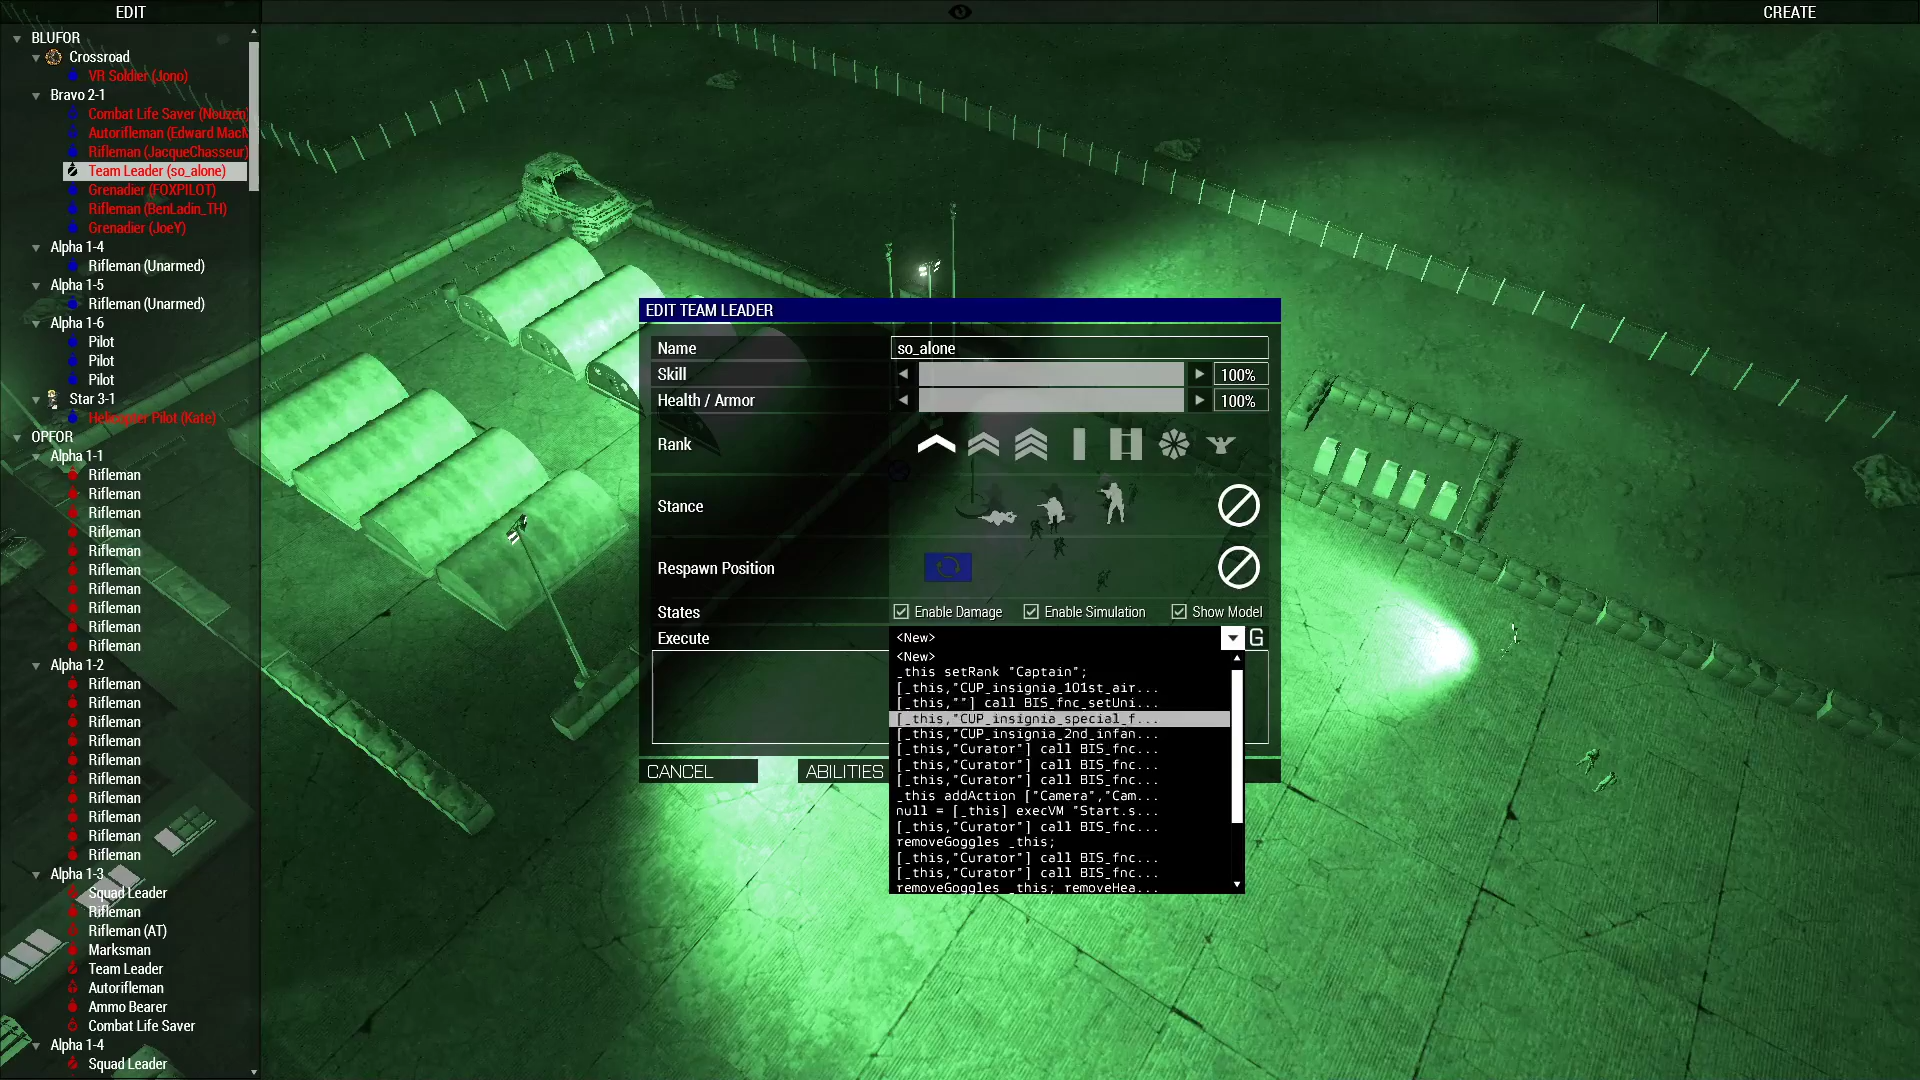 EDIT
CREATE
BLUFOR
Crossroad
VR Soldier (Jono)
Bravo 2-1
Combat Life Saver (Nouzen)
Autorifleman (Edward MacM
Rifleman (JacqueChasseur)
Team Leader (so_alone)
Grenadier (FOXPILOT)
Rifleman (BenLadin_TH)
Grenadier (JoeY)
Alpha 1-4
Rifleman (Unarmed)
Alpha 1-5
Rifleman (Unarmed)
Alpha 1-6
Pilot
Pilot
Pilot
Star 3-1
Helicopter Pilot (Kate)
OPFOR
Alpha 1-1
Rifleman
Rifleman
Rifleman
Rifleman
Rifleman
Rifleman
Rifleman
Rifleman
Rifleman
Rifleman
Alpha 1-2
Rifleman
Rifleman
Rifleman
Rifleman
Rifleman
Rifleman
Rifleman
Rifleman
Rifleman
Rifleman
Alpha 1-3
Squad Leader
Rifleman
Rifleman (AT)
Marksman
Team Leader
Autorifleman
Ammo Bearer
Combat Life Saver
Alpha 1-4
Squad Leader
EDIT TEAM LEADER
Name so_alone
Skill 100%
Health / Armor 100%
Rank
Stance
Respawn Position
States Enable Damage Enable Simulation Show Model
Execute <New> G
<New>
_this setRank "Captain";
[_this,"CUP_insignia_101st_air...
[_this,""] call BIS_fnc_setUni...
[_this,"CUP_insignia_special_f...
[_this,"CUP_insignia_2nd_infan...
[_this,"Curator"] call BIS_fnc...
[_this,"Curator"] call BIS_fnc...
[_this,"Curator"] call BIS_fnc...
_this addAction ["Camera","Cam...
null = [_this] execVM "Start.s...
[_this,"Curator"] call BIS_fnc...
removeGoggles _this;
[_this,"Curator"] call BIS_fnc...
[_this,"Curator"] call BIS_fnc...
removeGoggles _this; removeHea...
CANCEL ABILITIES